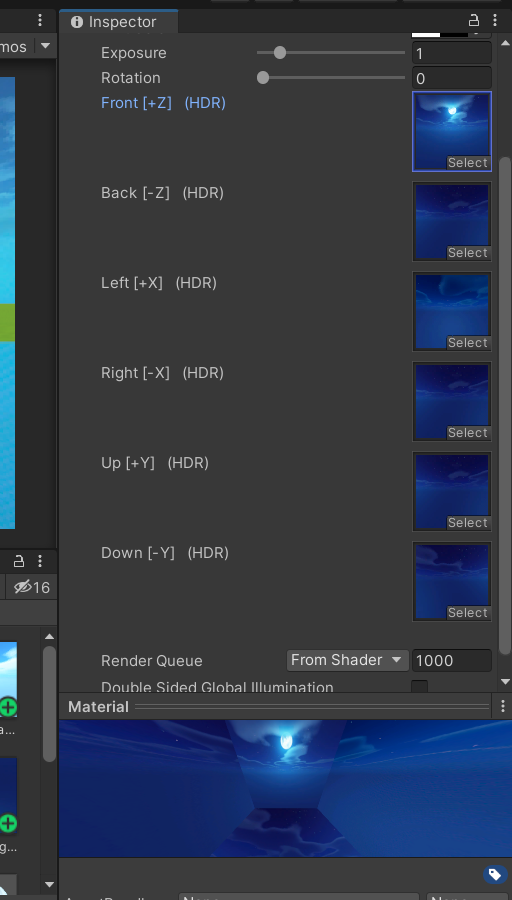 Inspector
mos
Exposure 1
Rotation 0
Front [+Z] (HDR)
Select
Back [-Z] (HDR)
Select
Left [+X] (HDR)
Select
Right [-X] (HDR)
Select
Up [+Y] (HDR)
Select
Down [-Y] (HDR)
Select
16
Render Queue From Shader 1000
Double Sided Global Illumination
a...
Material
g...